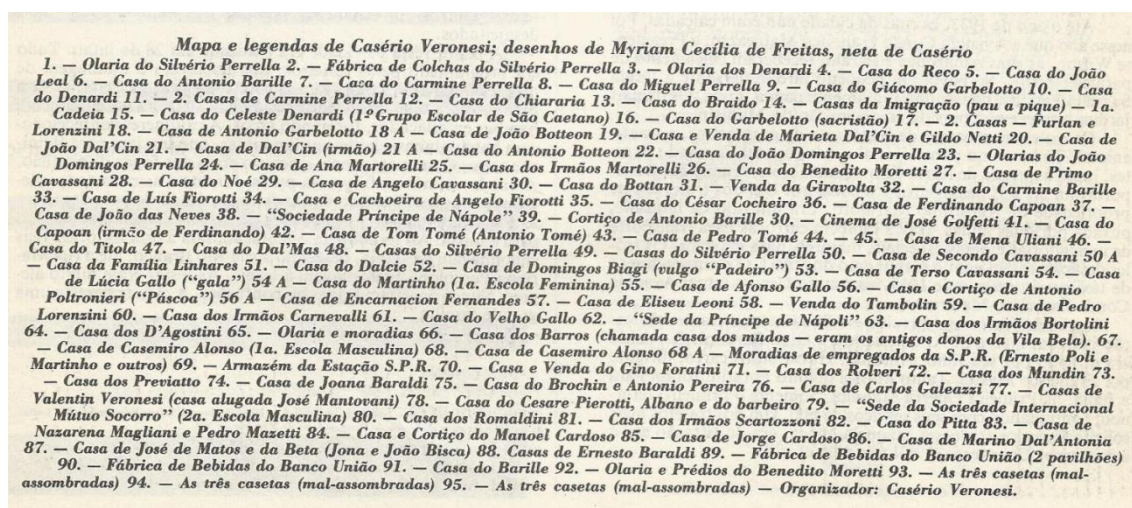 Mapa e legendas de Casério Veronesi; desenhos de Myriam Cecília de Freitas, neta de Casério
1. — Olaria do Silvério Perrella 2. — Fábrica de Colchas do Silvério Perrella 3. — Olaria dos Denardi 4. — Casa do Reco 5. — Casa do João
Leal 6. — Casa do Antonio Barille 7. — Casa do Carmine Perrella 8. — Casa do Miguel Perrella 9. — Casa do Giácomo Garbelotto 10. — Casa
do Denardi 11. — 2. Casas de Carmine Perrella 12. — Casa do Chiararia 13. — Casa do Braido 14. — Casas da Imigração (pau a pique) — 1a.
Cadeia 15. — Casa do Celeste Denardi (1º Grupo Escolar de São Caetano) 16. — Casa do Garbelotto (sacristão) 17. — 2. Casas — Furlan e
Lorenzini 18. — Casa de Antonio Garbelotto 18 A — Casa de João Botteon 19. — Casa e Venda de Marieta Dal'Cin e Gildo Netti 20. — Casa de
João Dal'Cin 21. — Casa de Dal'Cin (irmão) 21 A — Casa do Antonio Botteon 22. — Casa do João Domingos Perrella 23. — Olarias do João
Domingos Perrella 24. — Casa de Ana Martorelli 25. — Casa dos Irmãos Martorelli 26. — Casa do Benedito Moretti 27. — Casa de Primo
Cavassani 28. — Casa do Noé 29. — Casa de Angelo Cavassani 30. — Casa do Bottan 31. — Venda da Giravolta 32. — Casa do Carmine Barille
33. — Casa de Luís Fiorotti 34. — Casa e Cachoeira de Angelo Fiorotti 35. — Casa do César Cocheiro 36. — Casa de Ferdinando Capoan 37. —
Casa de João das Neves 38. — “Sociedade Príncipe de Nápole” 39. — Cortiço de Antonio Barille 30. — Cinema de José Golfetti 41. — Casa do
Capoan (irmão de Ferdinando) 42. — Casa de Tom Tomé (Antonio Tomé) 43. — Casa de Pedro Tomé 44. — 45. — Casa de Mena Uliani 46. —
Casa do Titola 47. — Casa do Dal'Mas 48. — Casas do Silvério Perrella 49. — Casas do Silvério Perrella 50. — Casa de Secondo Cavassani 50 A
— Casa da Família Linhares 51. — Casa do Dalcie 52. — Casa de Domingos Biagi (vulgo “Padeiro”) 53. — Casa de Terso Cavassani 54. — Casa
de Lúcia Gallo (“gala”) 54 A — Casa do Martinho (1a. Escola Feminina) 55. — Casa de Afonso Gallo 56. — Casa e Cortiço de Antonio
Poltronieri (“Páscoa”) 56 A — Casa de Encarnacion Fernandes 57. — Casa de Eliseu Leoni 58. — Venda do Tambolin 59. — Casa de Pedro
Lorenzini 60. — Casa dos Irmãos Carnevalli 61. — Casa do Velho Gallo 62. — “Sede da Príncipe de Nápoli” 63. — Casa dos Irmãos Bortolini
64. — Casa dos D'Agostini 65. — Olaria e moradias 66. — Casa dos Barros (chamada casa dos mudos — eram os antigos donos da Vila Bela). 67.
— Casa de Casemiro Alonso (1a. Escola Masculina) 68. — Casa de Casemiro Alonso 68 A — Moradias de empregados da S.P.R. (Ernesto Poli e
Martinho e outros) 69. — Armazém da Estação S.P.R. 70. — Casa e Venda do Gino Foratini 71. — Casa dos Rolveri 72. — Casa dos Mundin 73.
— Casa dos Previatto 74. — Casa de Joana Baraldi 75. — Casa do Brochin e Antonio Pereira 76. — Casa de Carlos Galeazzi 77. — Casas de
Valentin Veronesi (casa alugada José Mantovani) 78. — Casa do Cesare Pierotti, Albano e do barbeiro 79. — “Sede da Sociedade Internacional
Mútuo Socorro” (2a. Escola Masculina) 80. — Casa dos Romaldini 81. — Casa dos Irmãos Scartozzoni 82. — Casa do Pitta 83. — Casa de
Nazarena Magliani e Pedro Mazetti 84. — Casa e Cortiço do Manoel Cardoso 85. — Casa de Jorge Cardoso 86. — Casa de Marino Dal'Antonia
87. — Casa de José de Matos e da Beta (Jona e João Bisca) 88. Casas de Ernesto Baraldi 89. — Fábrica de Bebidas do Banco União (2 pavilhões)
90. — Fábrica de Bebidas do Banco União 91. — Casa do Barille 92. — Olaria e Prédios do Benedito Moretti 93. — As três casetas (mal-
assombradas) 94. — As três casetas (mal-assombradas) 95. — As três casetas (mal-assombradas) — Organizador: Casério Veronesi.